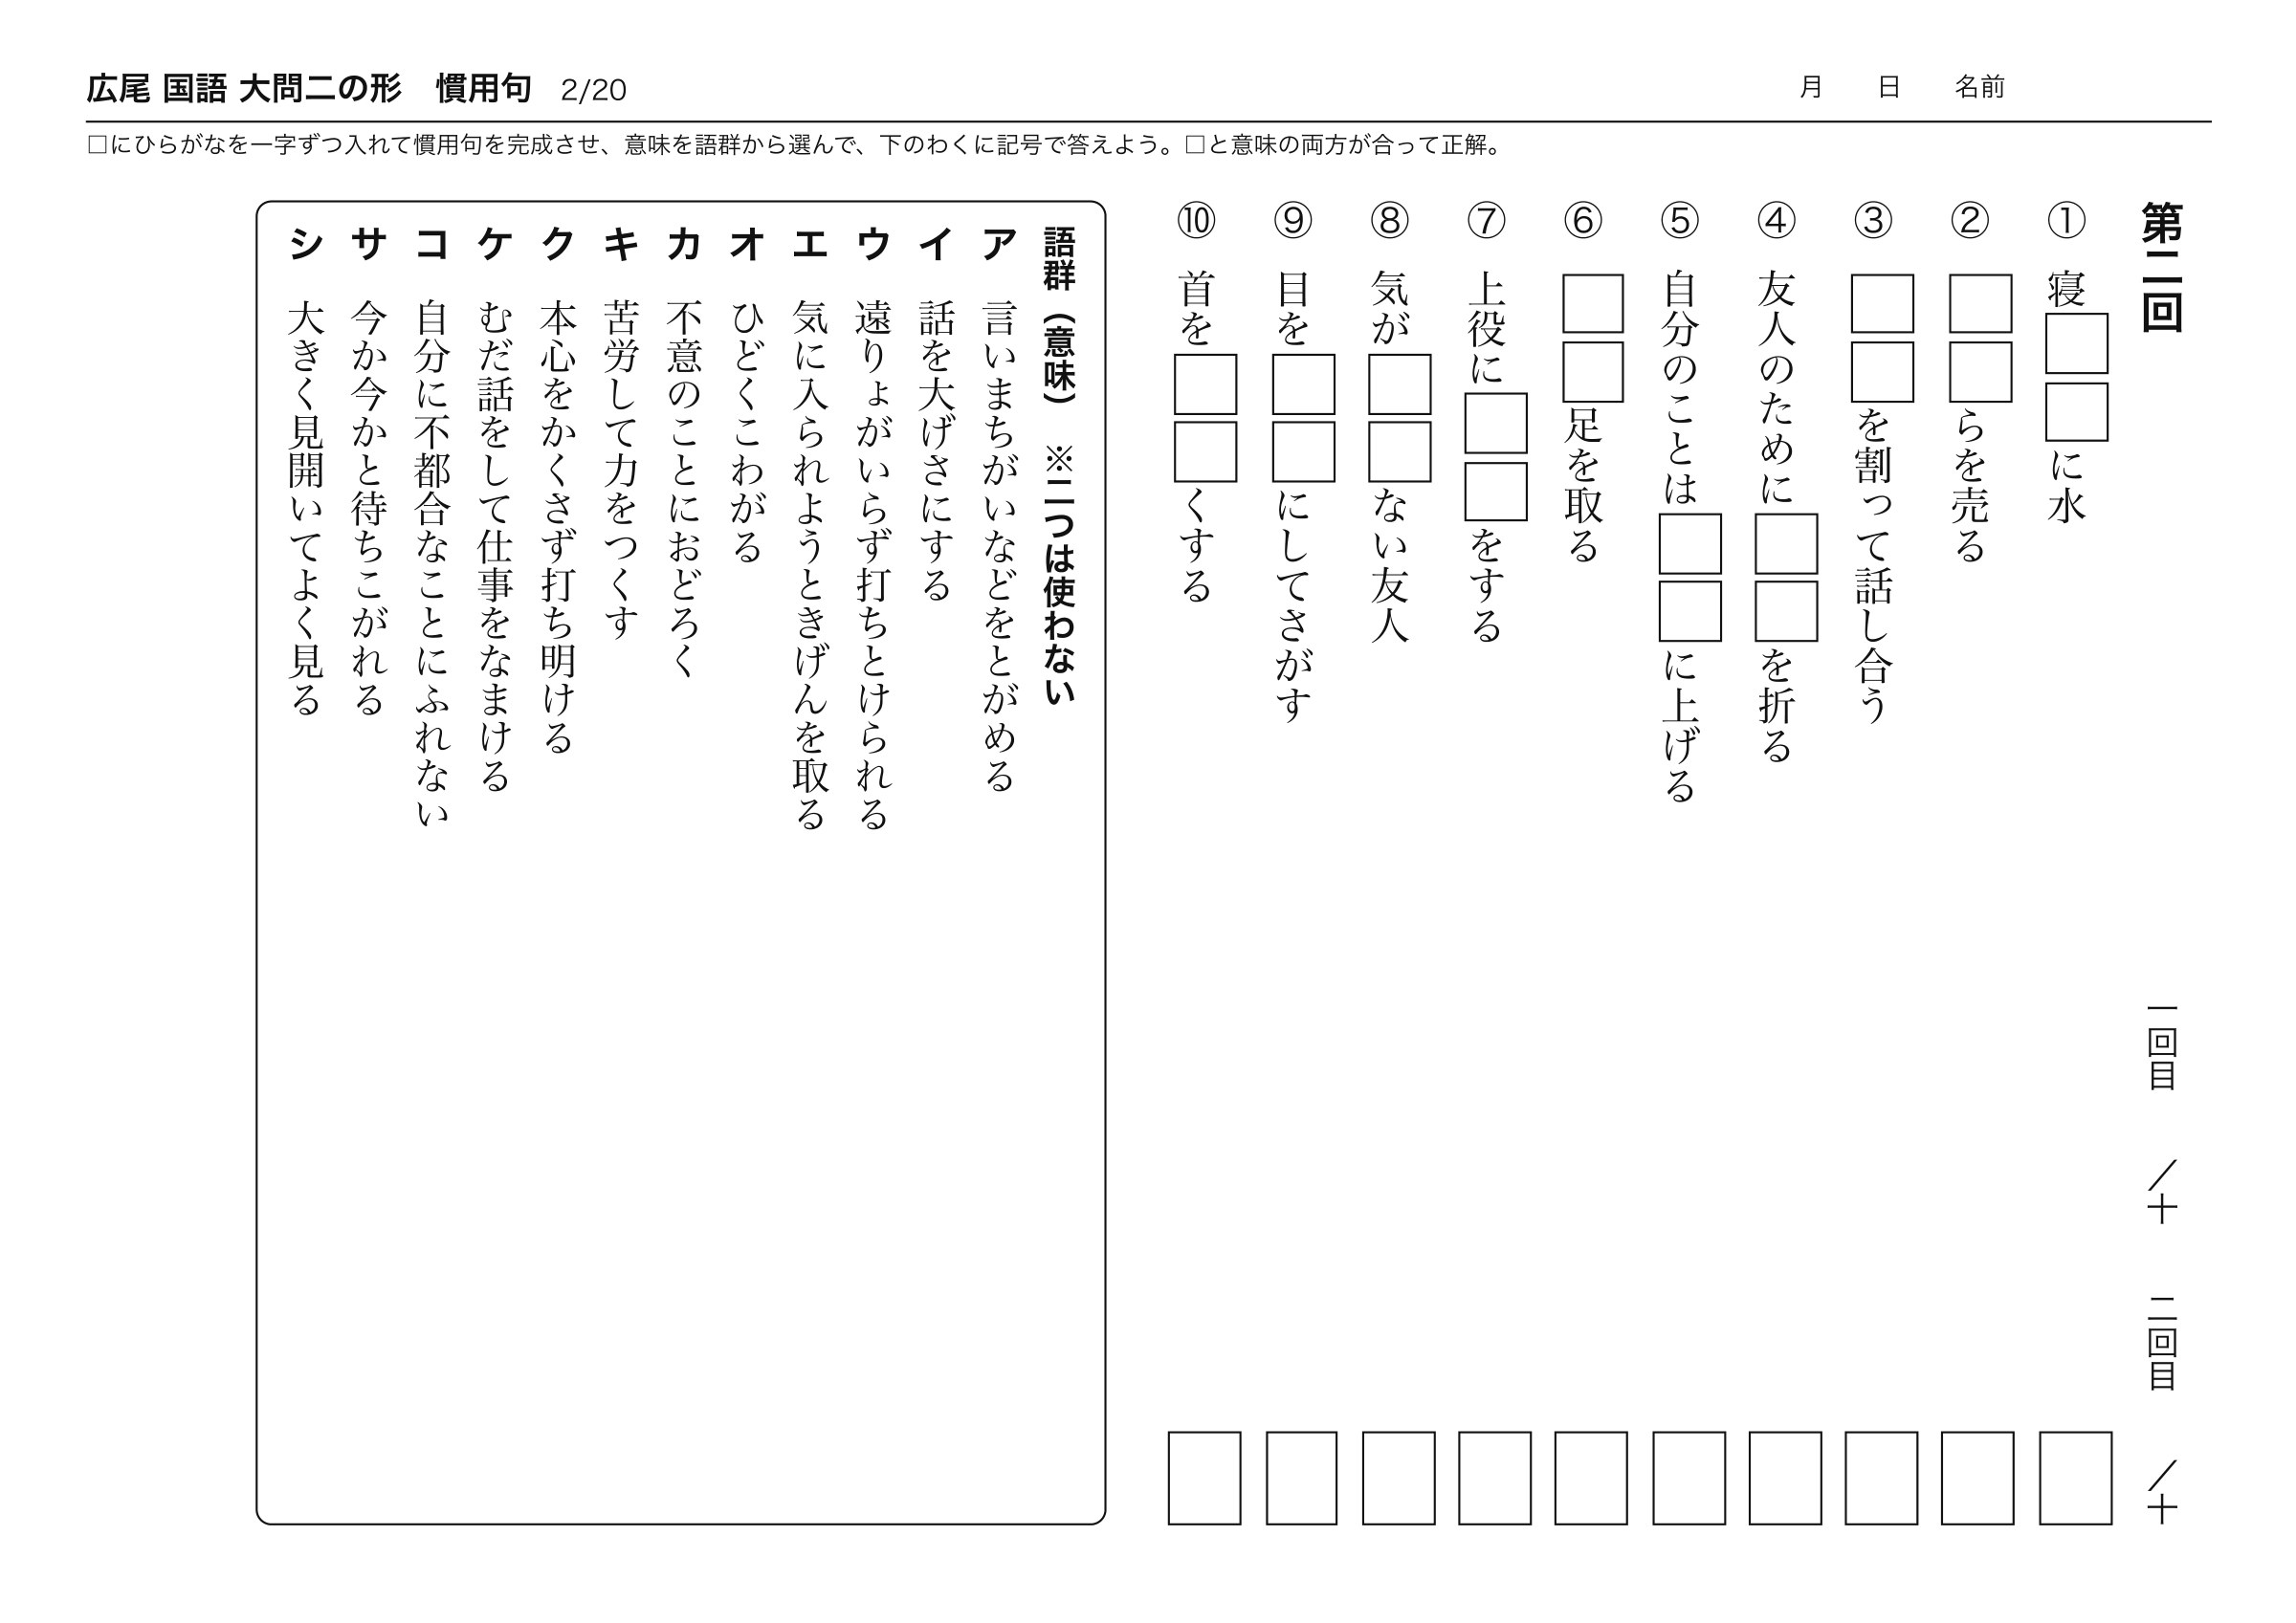 広尾 国語 大問二の形　慣用句　2/20
月　　日　　名前
□にひらがなを一字ずつ入れて慣用句を完成させ、意味を語群から選んで、下のわくに記号で答えよう。□と意味の両方が合って正解。
第二回　一回目　／十　二回目　／十
① 寝□□に水
② □□らを売る
③ □□を割って話し合う
④ 友人のために□□を折る
⑤ 自分のことは□□に上げる
⑥ □□足を取る
⑦ 上役に□□をする
⑧ 気が□□ない友人
⑨ 目を□□にしてさがす
⑩ 首を□□くする
語群（意味）　※二つは使わない
ア　言いまちがいなどをとがめる
イ　話を大げさにする
ウ　遠りょがいらず打ちとけられる
エ　気に入られようときげんを取る
オ　ひどくこわがる
カ　不意のことにおどろく
キ　苦労して力をつくす
ク　本心をかくさず打ち明ける
ケ　むだ話をして仕事をなまける
コ　自分に不都合なことにふれない
サ　今か今かと待ちこがれる
シ　大きく見開いてよく見る